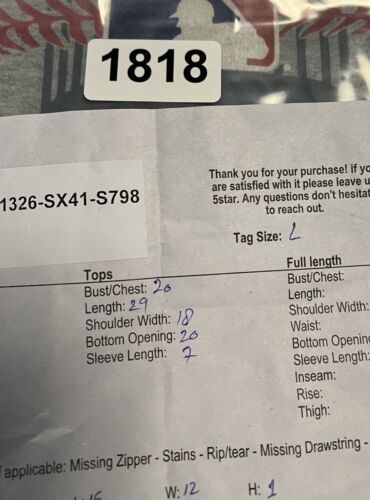 1818
1326-SX41-S798
Thank you for your purchase! if yo
are satisfied with it please leave u
5star. Any questions don't hesitat
to reach out.
Tag Size: L
Tops
Bust/Chest: 20
Length: 29
Shoulder Width: 18
Bottom Opening: 20
Sleeve Length: 7
Full length
Bust/Chest:
Length:
Shoulder Width:
Waist:
Bottom Opening
Sleeve Length:
Inseam:
Rise:
Thigh:
applicable: Missing Zipper - Stains - Rip/tear - Missing Drawstring -
W: 12 H: 1